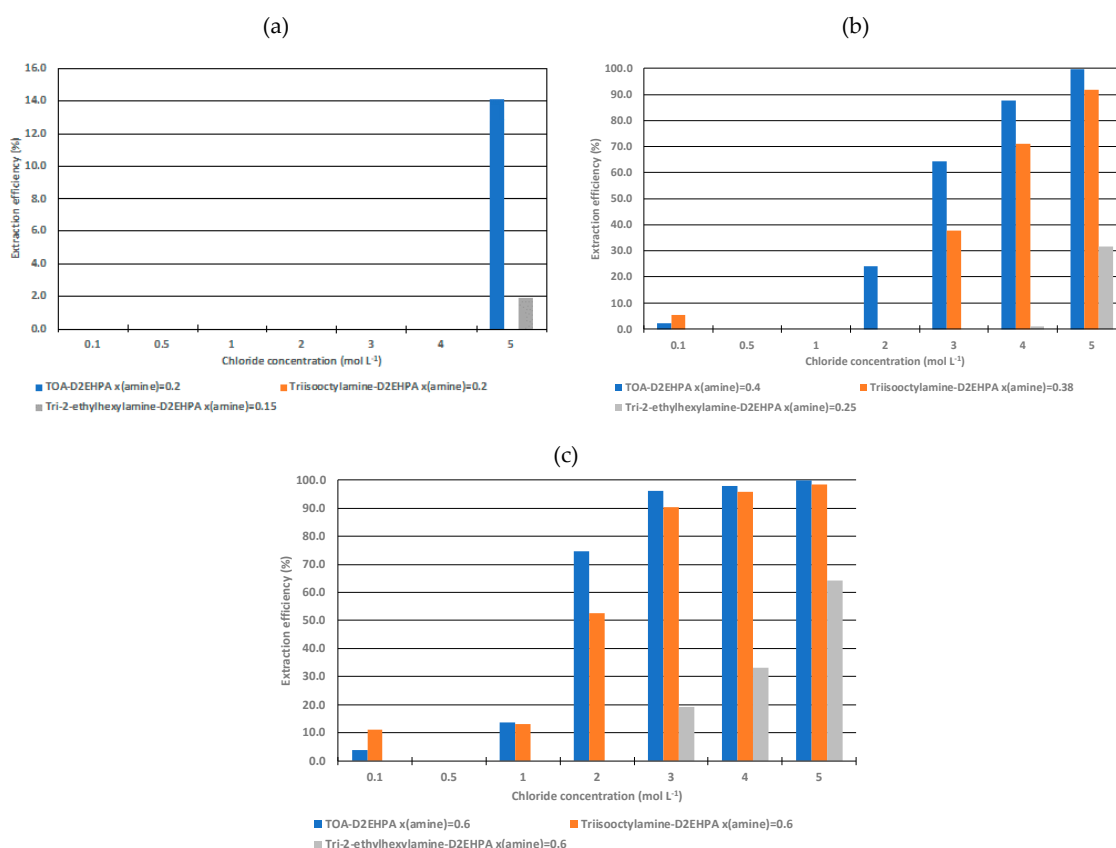 (a)
16.0
14.0
12.0
10.0
8.0
6.0
4.0
2.0
0.0
Extraction efficiency (%)
0.1 0.5 1 2 3 4 5
Chloride concentration (mol L⁻¹)
TOA-D2EHPA x(amine)=0.2 Triisooctylamine-D2EHPA x(amine)=0.2
Tri-2-ethylhexylamine-D2EHPA x(amine)=0.15
(b)
100.0
90.0
80.0
70.0
60.0
50.0
40.0
30.0
20.0
10.0
0.0
Extraction efficiency (%)
0.1 0.5 1 2 3 4 5
Chloride concentration (mol L⁻¹)
TOA-D2EHPA x(amine)=0.4 Triisooctylamine-D2EHPA x(amine)=0.38
Tri-2-ethylhexylamine-D2EHPA x(amine)=0.25
(c)
100.0
90.0
80.0
70.0
60.0
50.0
40.0
30.0
20.0
10.0
0.0
Extraction efficiency (%)
0.1 0.5 1 2 3 4 5
Chloride concentration (mol L⁻¹)
TOA-D2EHPA x(amine)=0.6 Triisooctylamine-D2EHPA x(amine)=0.6
Tri-2-ethylhexylamine-D2EHPA x(amine)=0.6